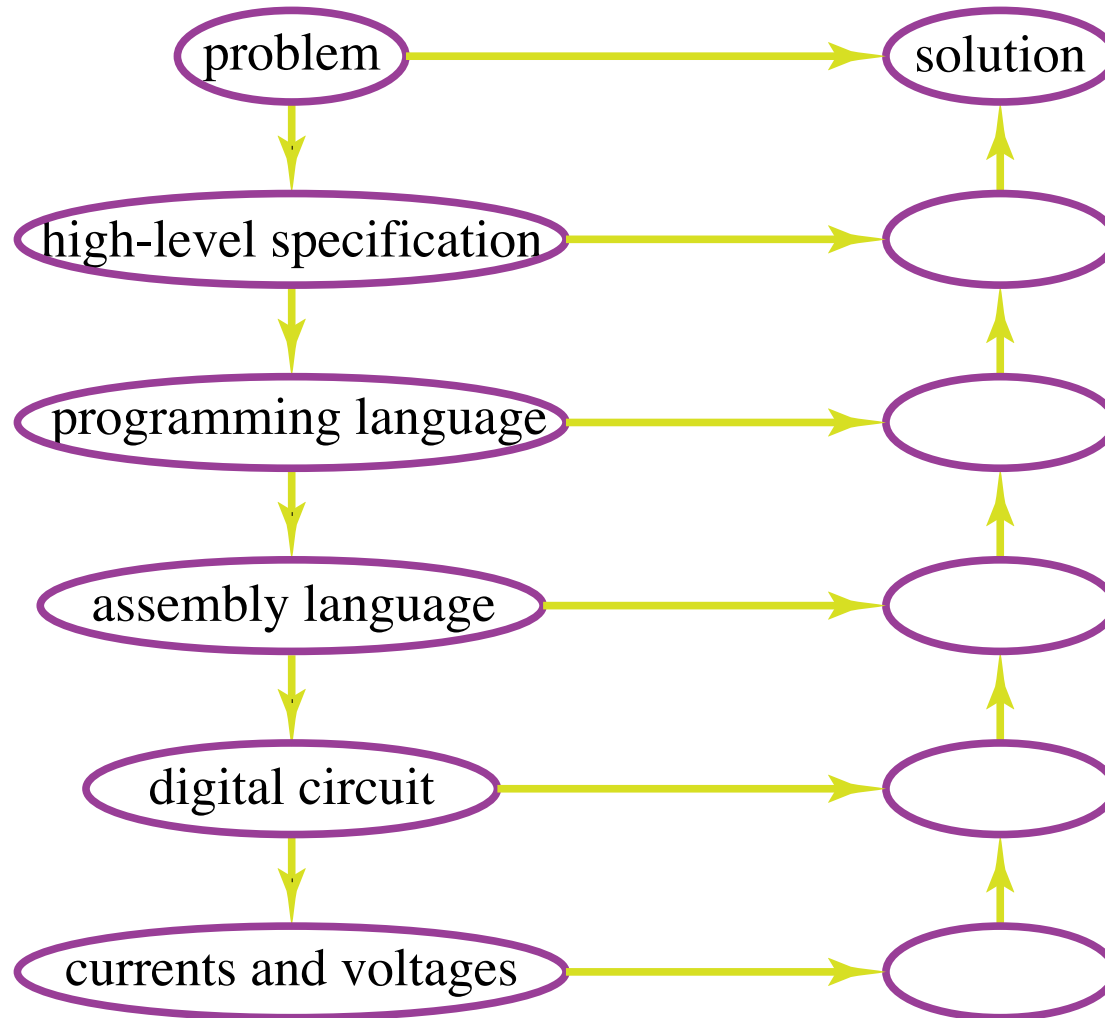 problem
solution
high-level specification
programming language
assembly language
digital circuit
currents and voltages